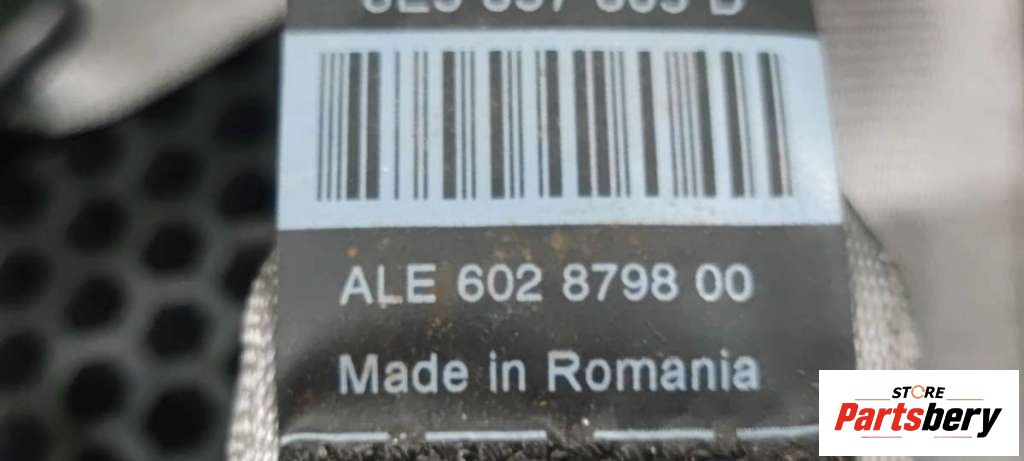 ALE 602 8798 00
Made in Romania
STORE
Partsbery